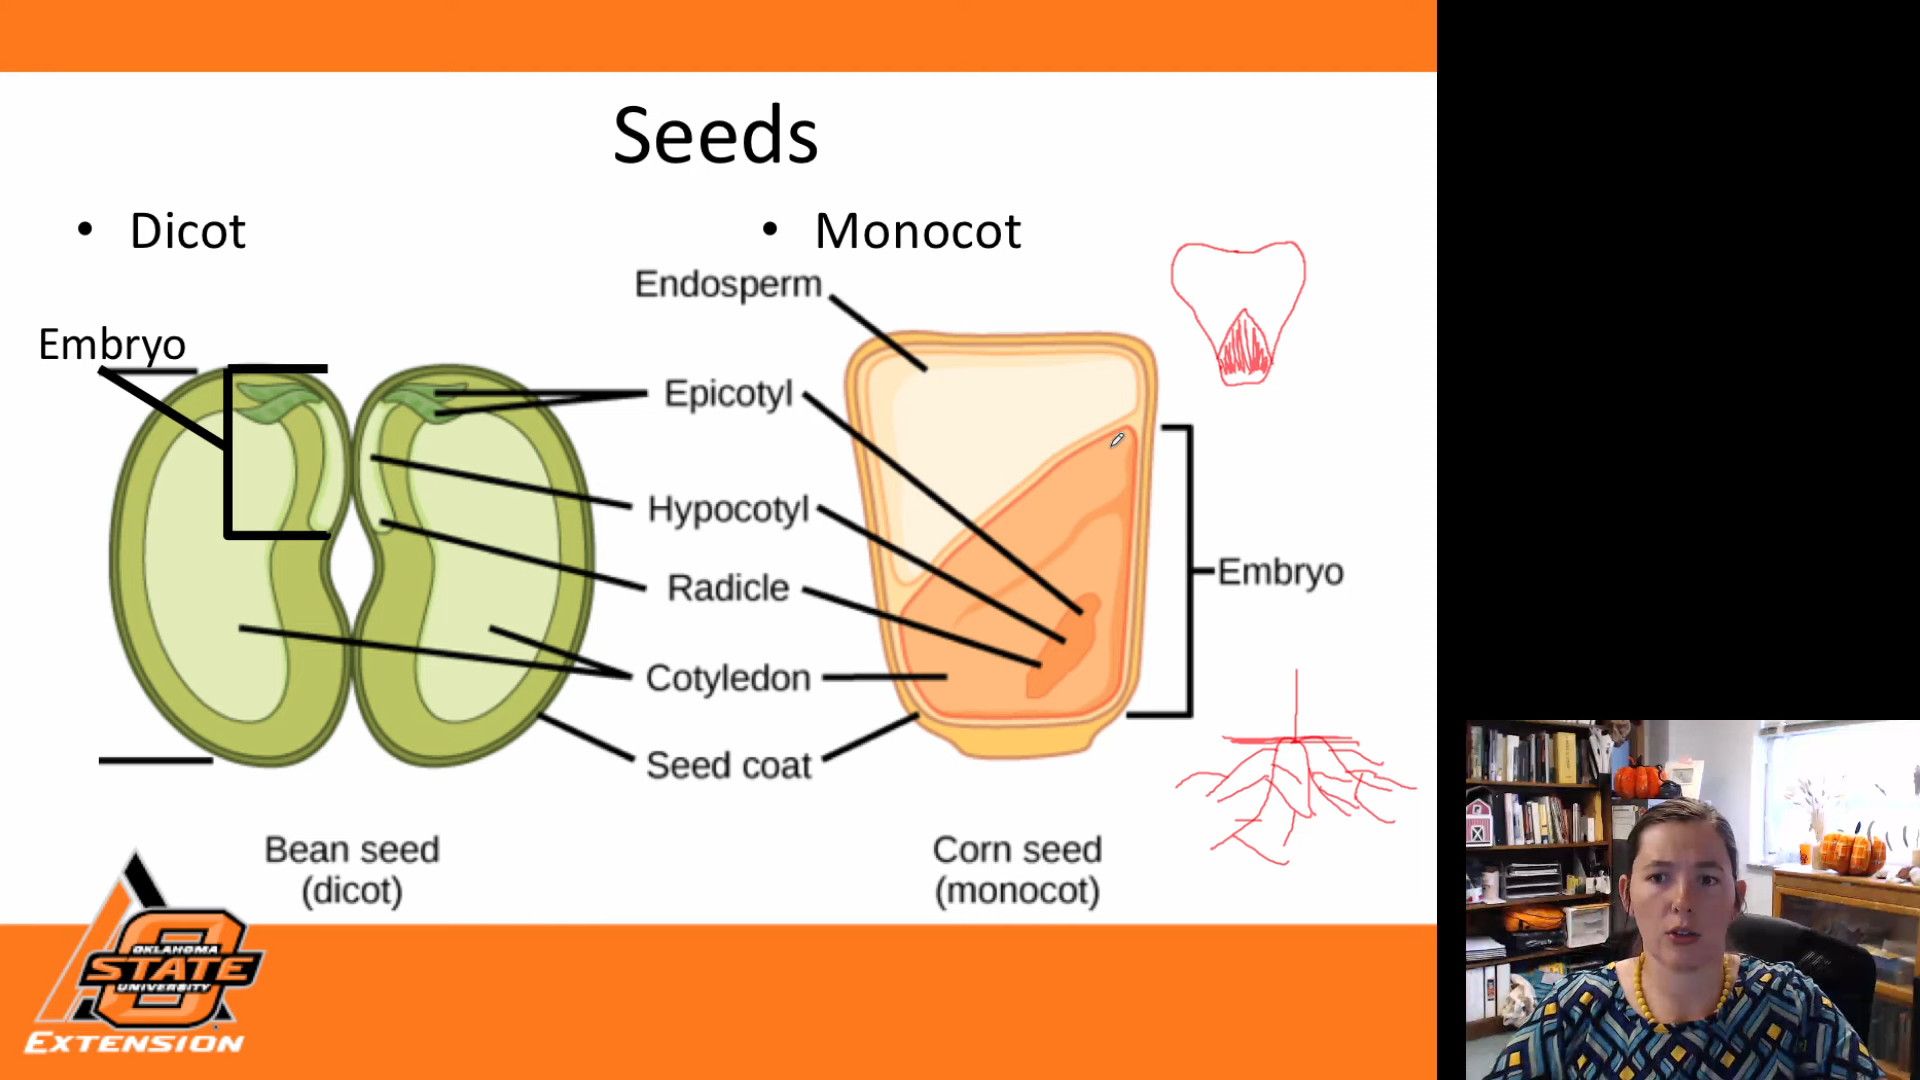 Seeds
• Dicot
• Monocot
Endosperm
Embryo
Epicotyl
Hypocotyl
Embryo
Radicle
Cotyledon
Seed coat
Bean seed
(dicot)
Corn seed
(monocot)
OKLAHOMA
STATE
UNIVERSITY
EXTENSION